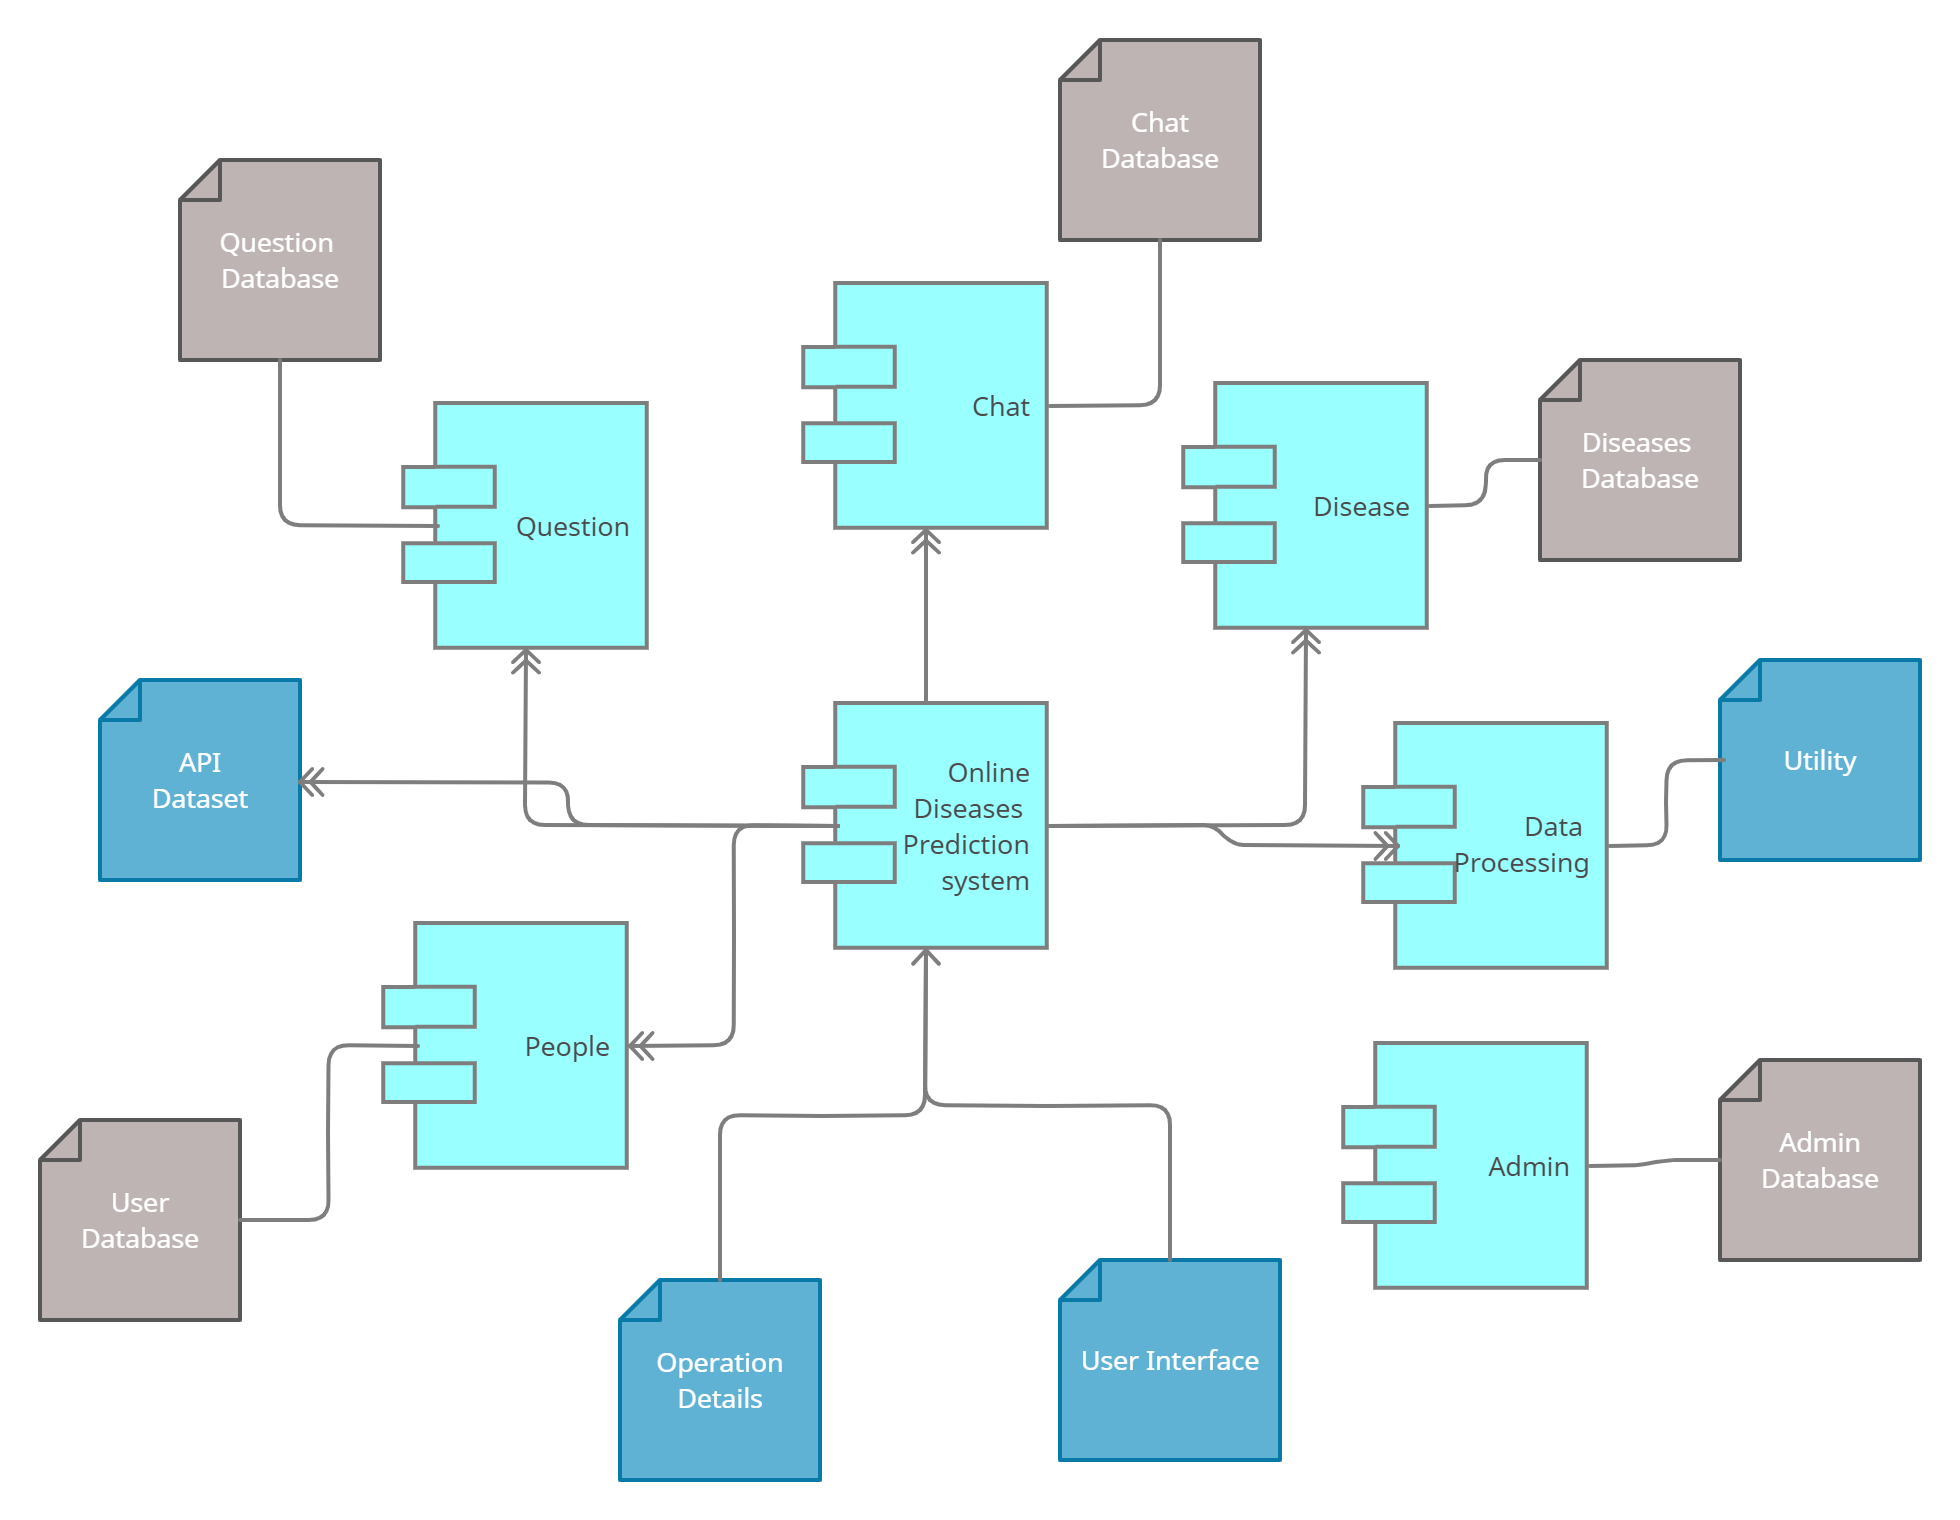 Chat
Database
Question
Database
Chat
Diseases
Database
Disease
Question
API
Dataset
Online
Diseases
Prediction
system
Utility
Data
Processing
People
User
Database
Admin
Admin
Database
Operation
Details
User Interface